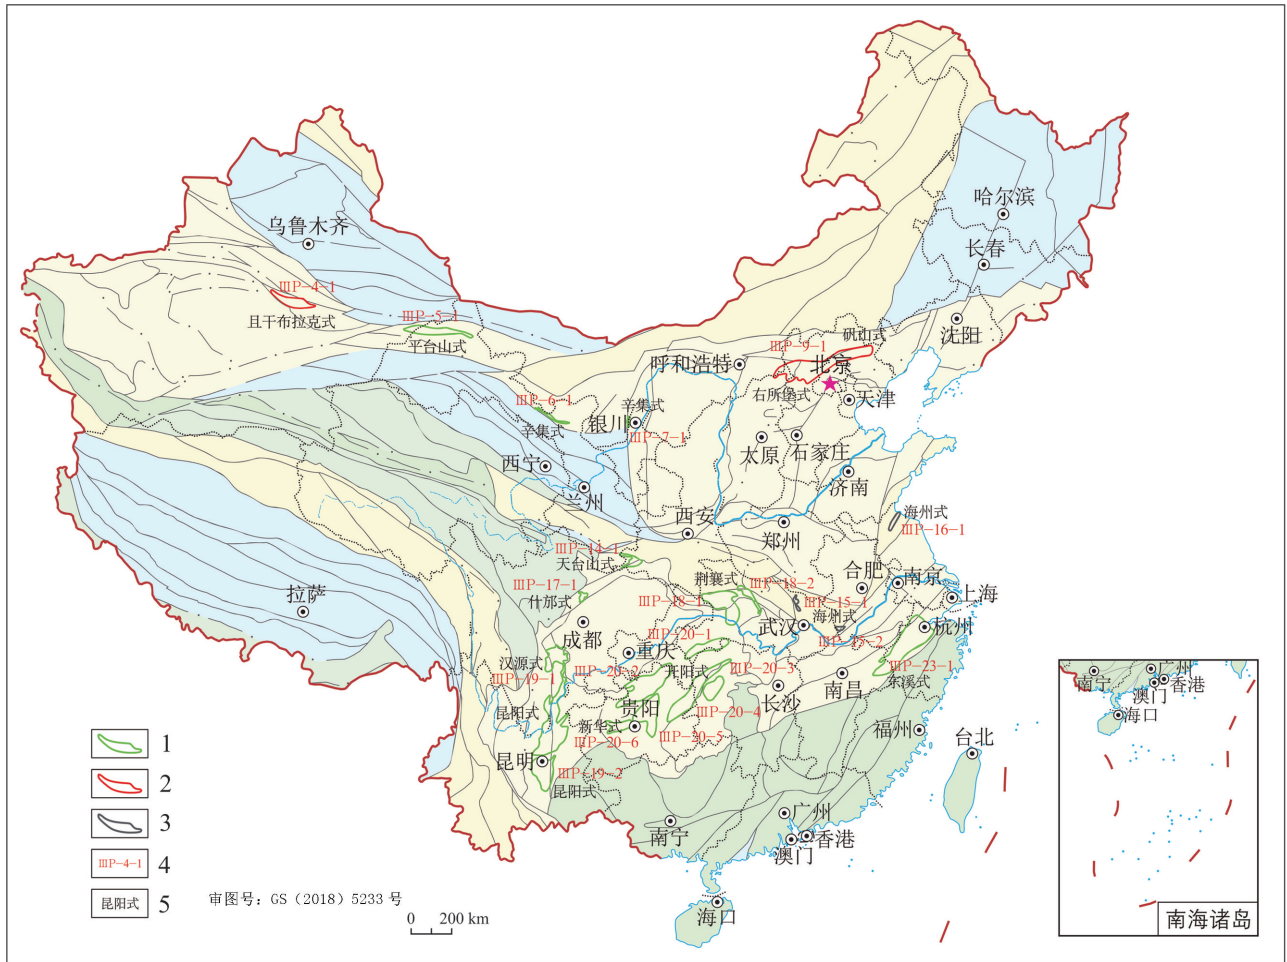 哈尔滨
长春
乌鲁木齐
沈阳
ⅢP-4-1
且干布拉克式
ⅢP-5-1
平台山式
矾山式
ⅢP-9-1
呼和浩特
北京
右所堡式
天津
ⅢP-6-1
辛集式
辛集式
银川
ⅢP-7-1
太原
石家庄
西宁
济南
兰州
西安
郑州
海州式
ⅢP-16-1
ⅢP-14-1
天台山式
ⅢP-17-1
什邡式
荆襄式
ⅢP-18-2
ⅢP-18-1
合肥
南京
ⅢP-15-1
上海
拉萨
成都
武汉
海州式
杭州
ⅢP-20-1
重庆
汉源式
ⅢP-19-1
ⅢP-20-2
开阳式
ⅢP-20-3
ⅢP-23-1
东溪式
长沙
南昌
昆阳式
贵阳
ⅢP-20-4
新华式
ⅢP-20-5
ⅢP-20-6
福州
台北
昆明
ⅢP-19-2
昆阳式
南宁
广州
香港
澳门
海口
1
2
3
ⅢP-4-1 4
昆阳式 5
审图号：GS（2018）5233 号
0 200 km
广州
南宁
香港
澳门
海口
南海诸岛